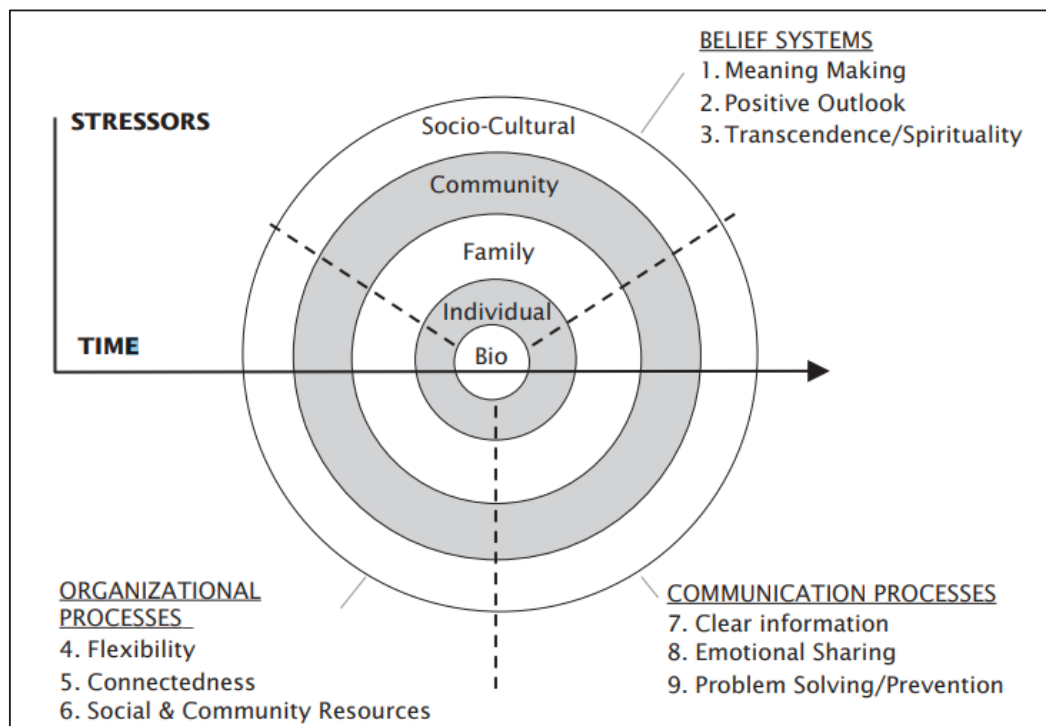 BELIEF SYSTEMS
1. Meaning Making
2. Positive Outlook
3. Transcendence/Spirituality
STRESSORS
Socio-Cultural
Community
Family
Individual
TIME
Bio
ORGANIZATIONAL
PROCESSES
4. Flexibility
5. Connectedness
6. Social & Community Resources
COMMUNICATION PROCESSES
7. Clear information
8. Emotional Sharing
9. Problem Solving/Prevention